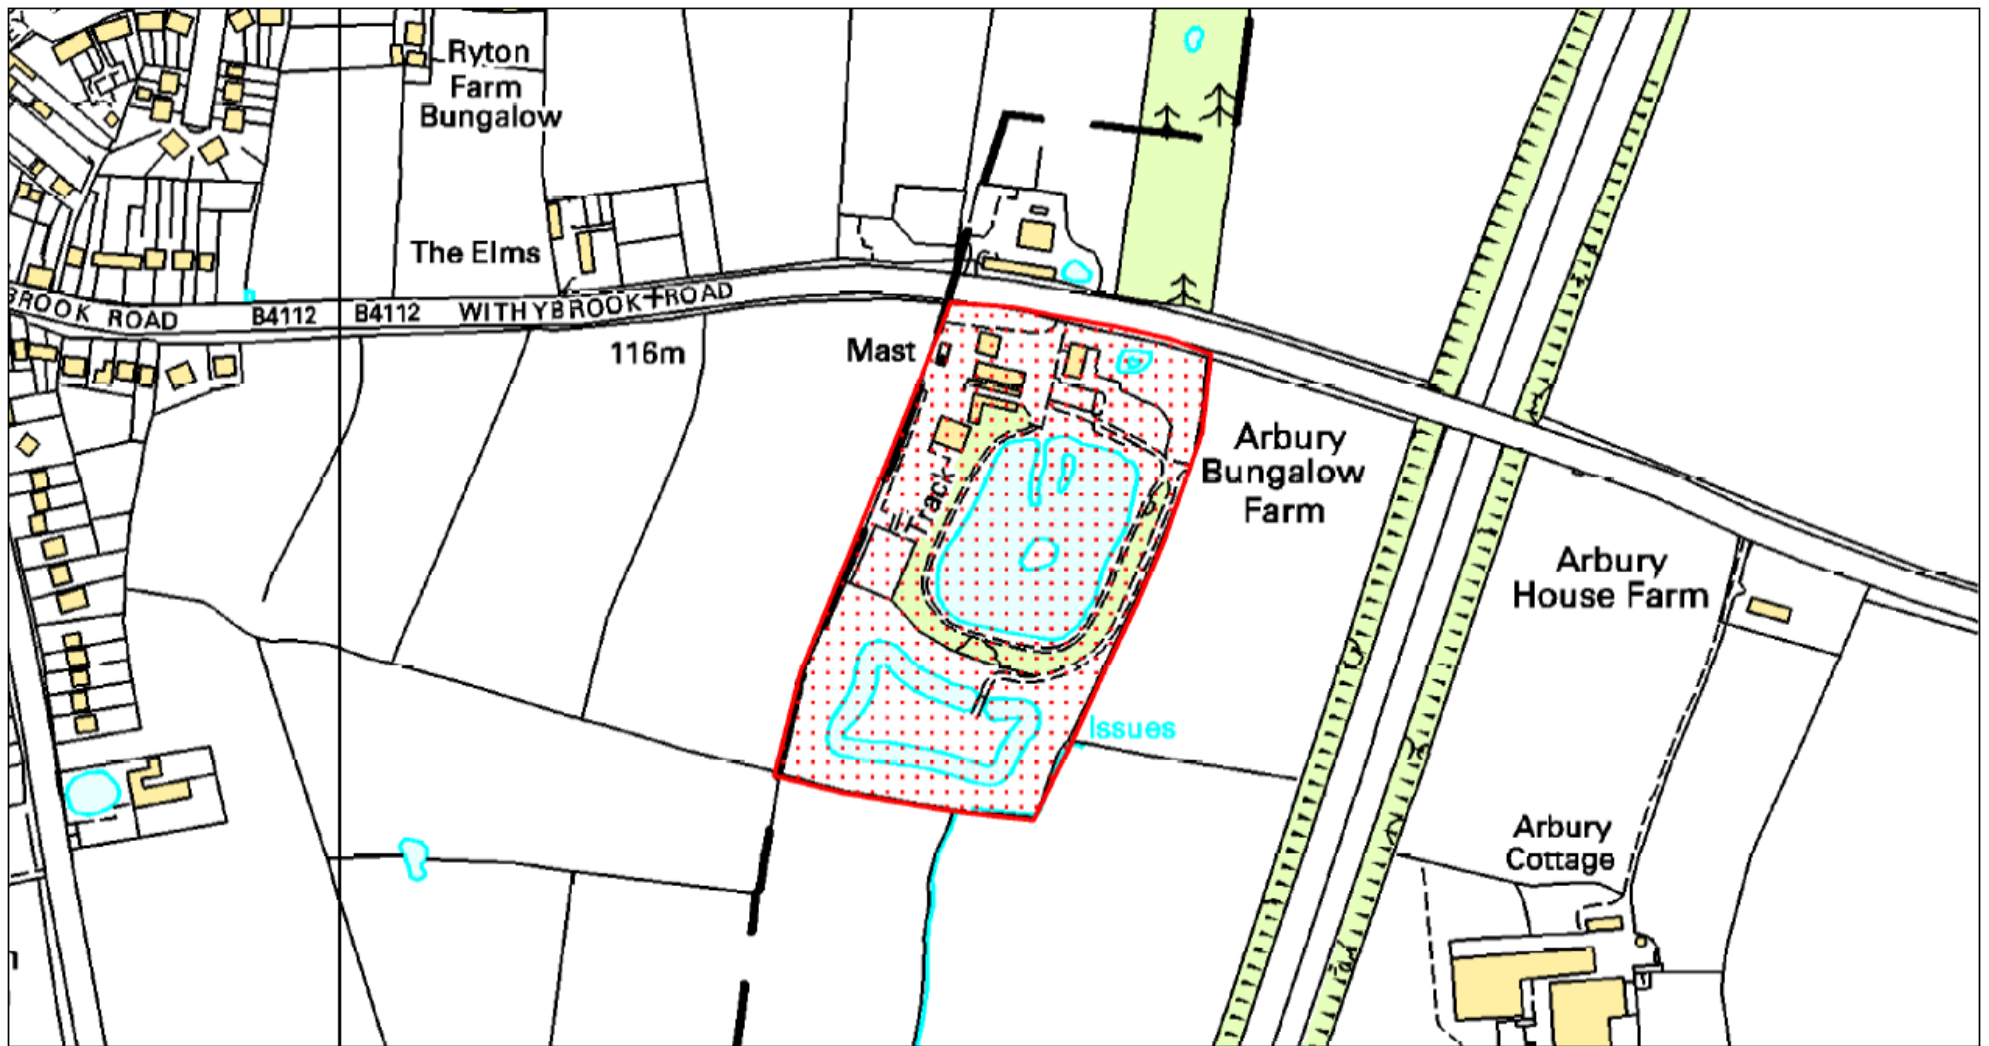 Ryton
Farm
Bungalow
The Elms
BROOK ROAD
B4112
B4112
WITHYBROOK ROAD
116m
Mast
Track
Arbury
Bungalow
Farm
Arbury
House Farm
Issues
Arbury
Cottage